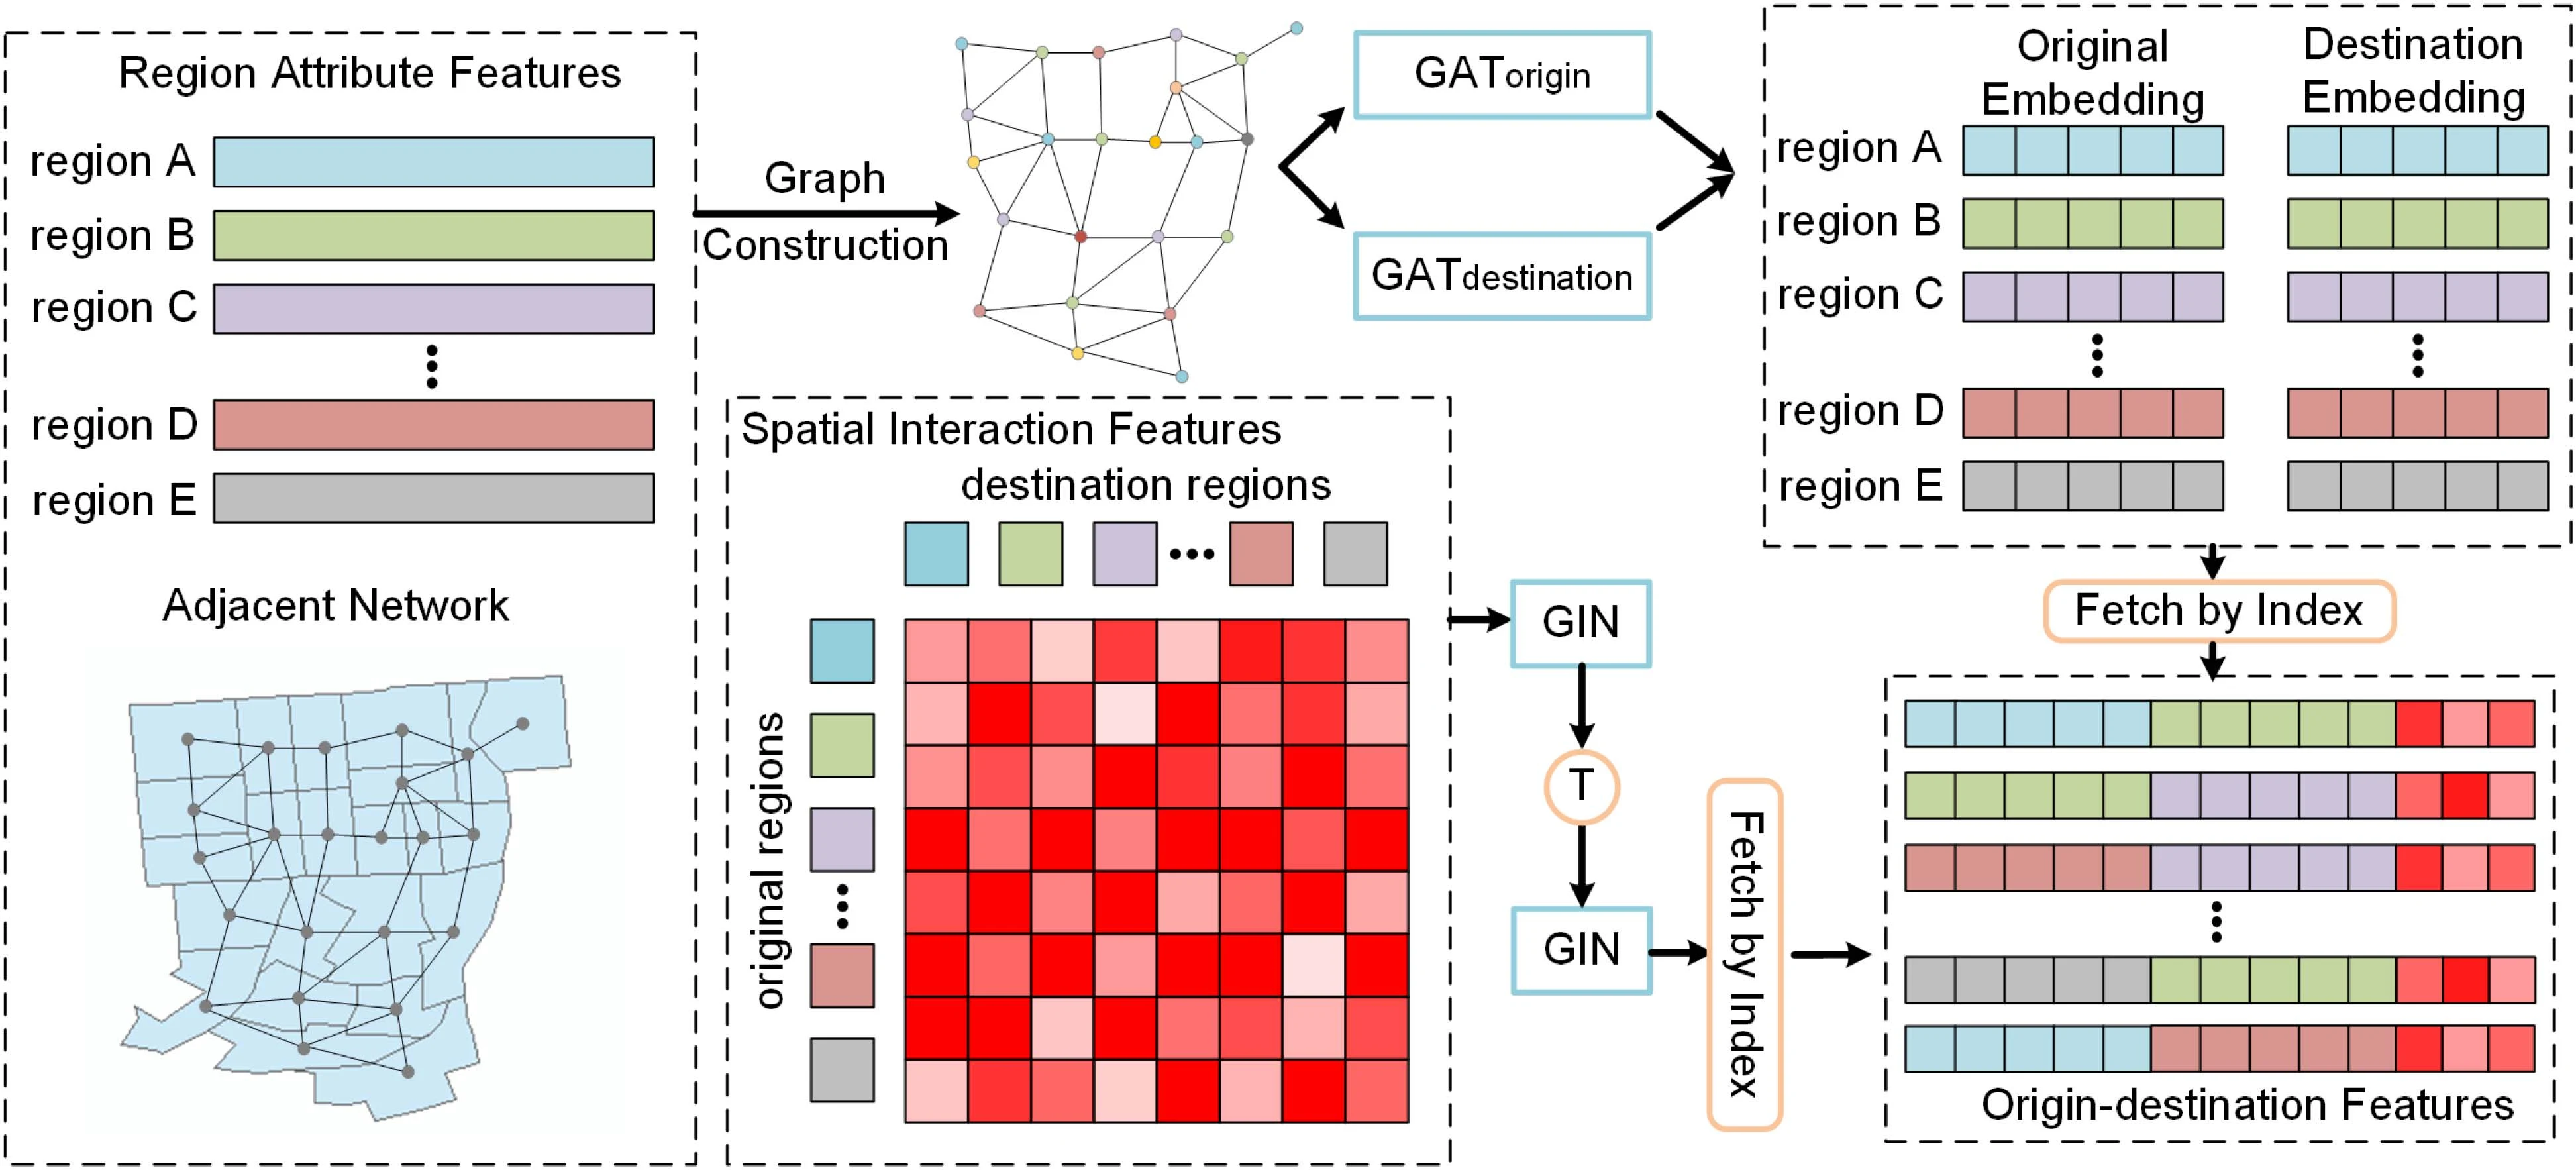 Region Attribute Features
region A
region B
region C
region D
region E
Adjacent Network
Graph
Construction
GATorigin
GATdestination
Original
Embedding
Destination
Embedding
region A
region B
region C
region D
region E
Fetch by Index
Spatial Interaction Features
destination regions
original regions
GIN
T
GIN
Fetch by Index
Origin-destination Features